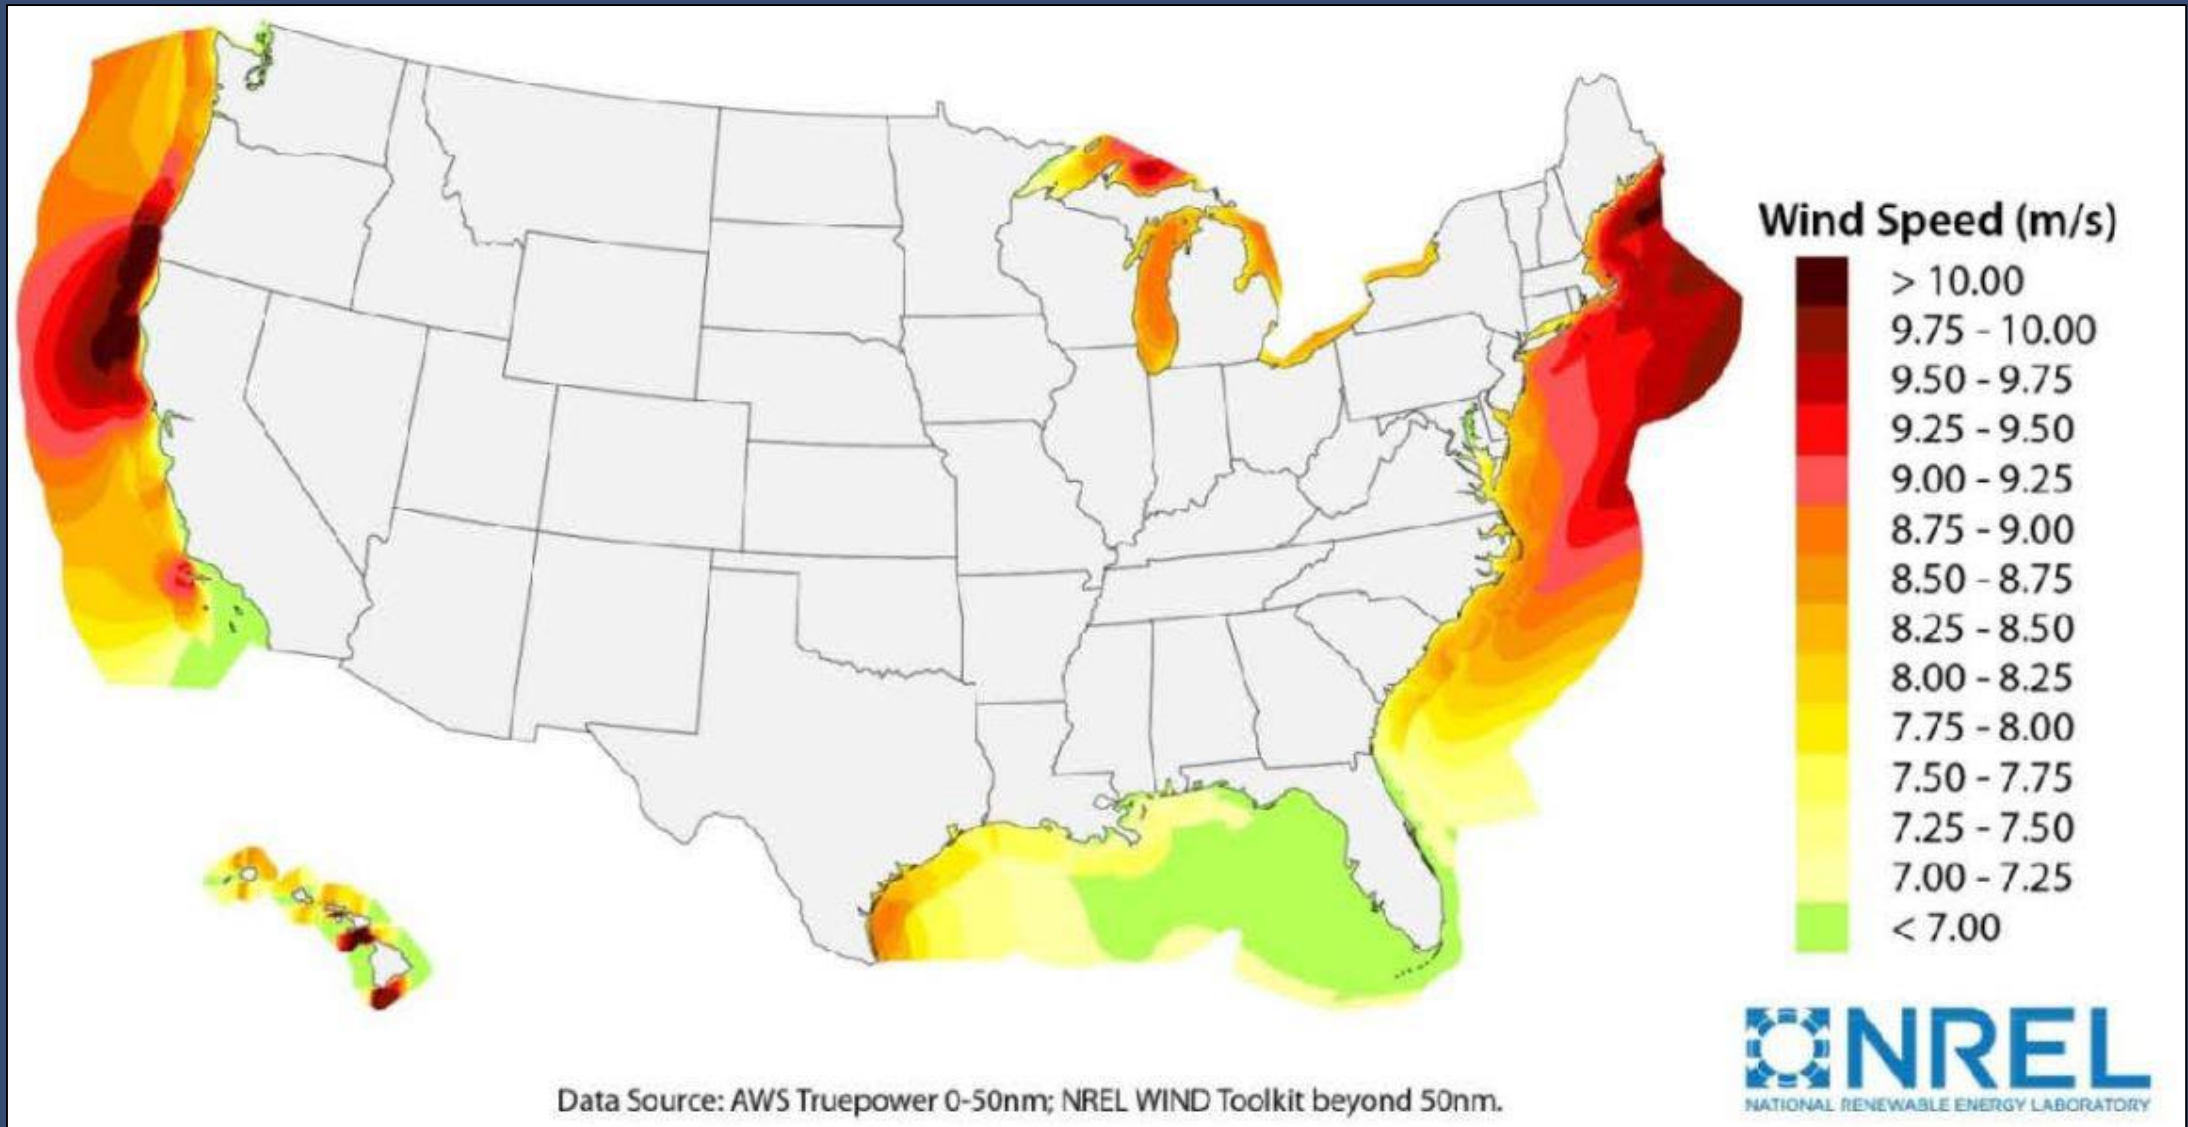 Wind Speed (m/s)
> 10.00
9.75 - 10.00
9.50 - 9.75
9.25 - 9.50
9.00 - 9.25
8.75 - 9.00
8.50 - 8.75
8.25 - 8.50
8.00 - 8.25
7.75 - 8.00
7.50 - 7.75
7.25 - 7.50
7.00 - 7.25
< 7.00
NREL
NATIONAL RENEWABLE ENERGY LABORATORY
Data Source: AWS Truepower 0-50nm; NREL WIND Toolkit beyond 50nm.